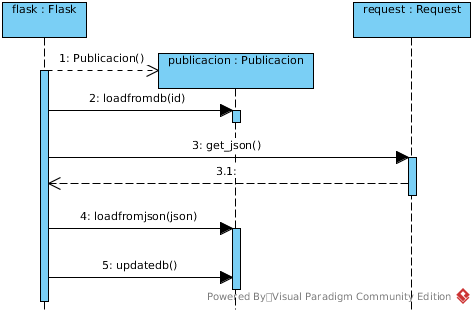 flask : Flask
request : Request
1: Publicacion()
publicacion : Publicacion
2: loadfromdb(id)
3: get_json()
3.1:
4: loadfromjson(json)
5: updatedb()
Powered By Visual Paradigm Community Edition